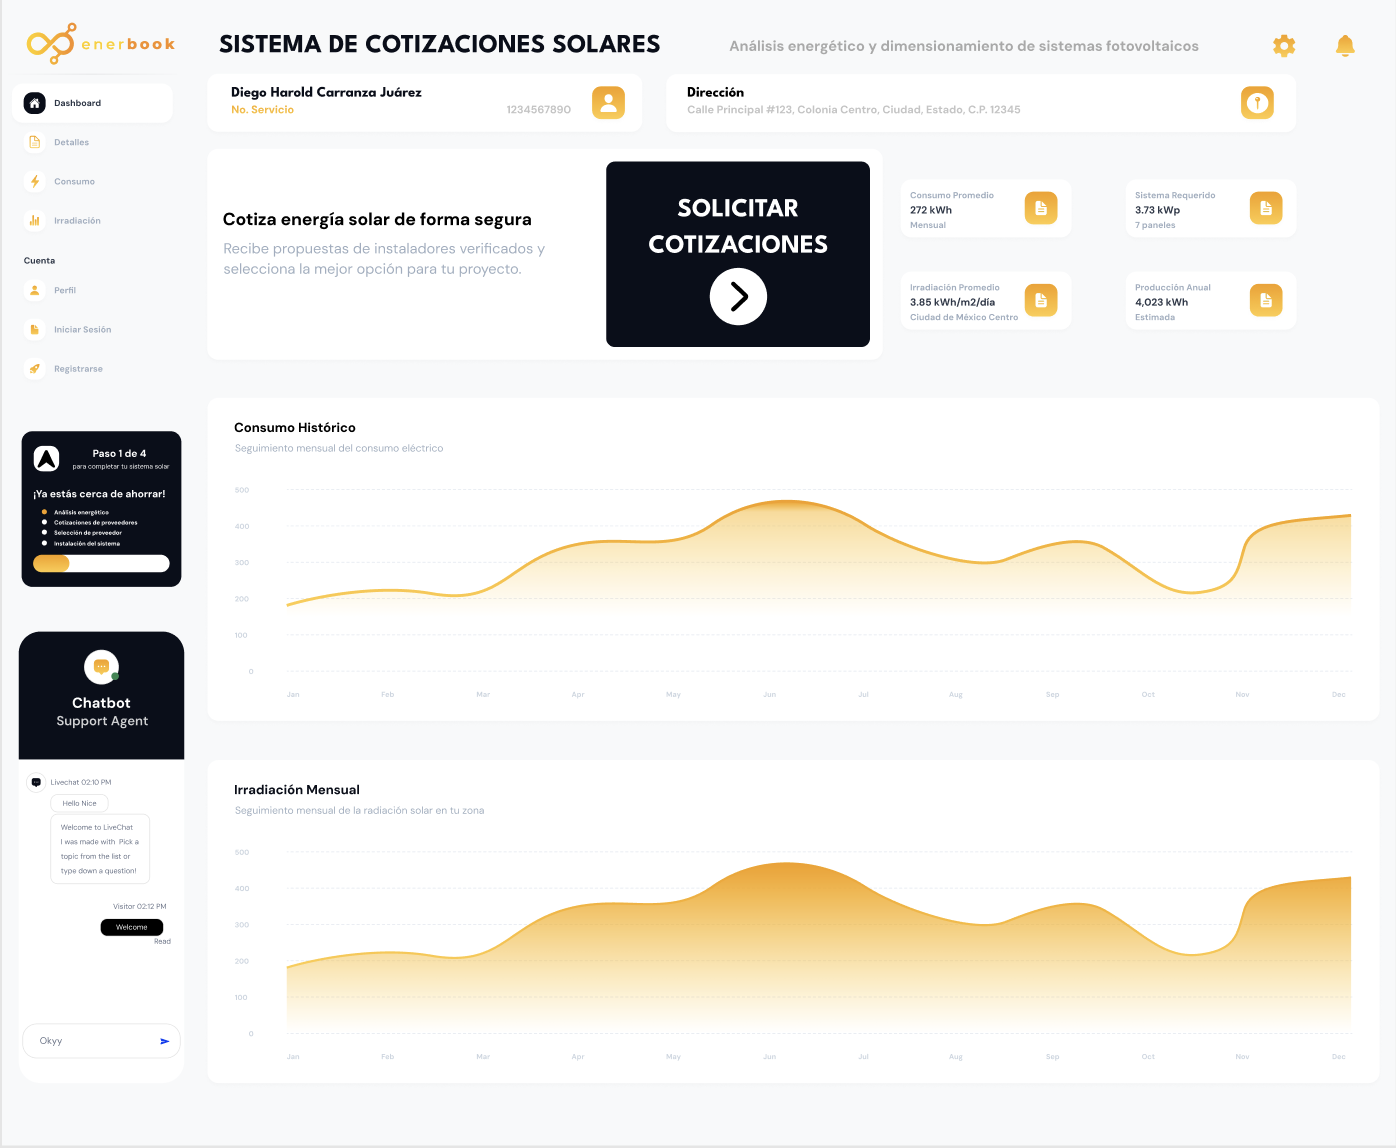 enerbook
SISTEMA DE COTIZACIONES SOLARES
Análisis energético y dimensionamiento de sistemas fotovoltaicos
Dashboard
Detalles
Consumo
Irradiación
Cuenta
Perfil
Iniciar Sesión
Registrarse
Diego Harold Carranza Juárez
No. Servicio
1234567890
Dirección
Calle Principal #123, Colonia Centro, Ciudad, Estado, C.P. 12345
Cotiza energía solar de forma segura
Recibe propuestas de instaladores verificados y
selecciona la mejor opción para tu proyecto.
SOLICITAR
COTIZACIONES
Consumo Promedio
272 kWh
Mensual
Sistema Requerido
3.73 kWp
7 paneles
Irradiación Promedio
3.85 kWh/m2/día
Ciudad de México Centro
Producción Anual
4,023 kWh
Estimada
Paso 1 de 4
para completar tu sistema solar
¡Ya estás cerca de ahorrar!
Análisis energético
Cotizaciones de proveedores
Selección de proveedor
Instalación del sistema
Chatbot
Support Agent
Livechat 02:10 PM
Hello Nice
Welcome to LiveChat
I was made with Pick a
topic from the list or
type down a question!
Visitor 02:12 PM
Welcome
Read
Okyy
Consumo Histórico
Seguimiento mensual del consumo eléctrico
500
400
300
200
100
0
Jan Feb Mar Apr May Jun Jul Aug Sep Oct Nov Dec
Irradiación Mensual
Seguimiento mensual de la radiación solar en tu zona
500
400
300
200
100
0
Jan Feb Mar Apr May Jun Jul Aug Sep Oct Nov Dec